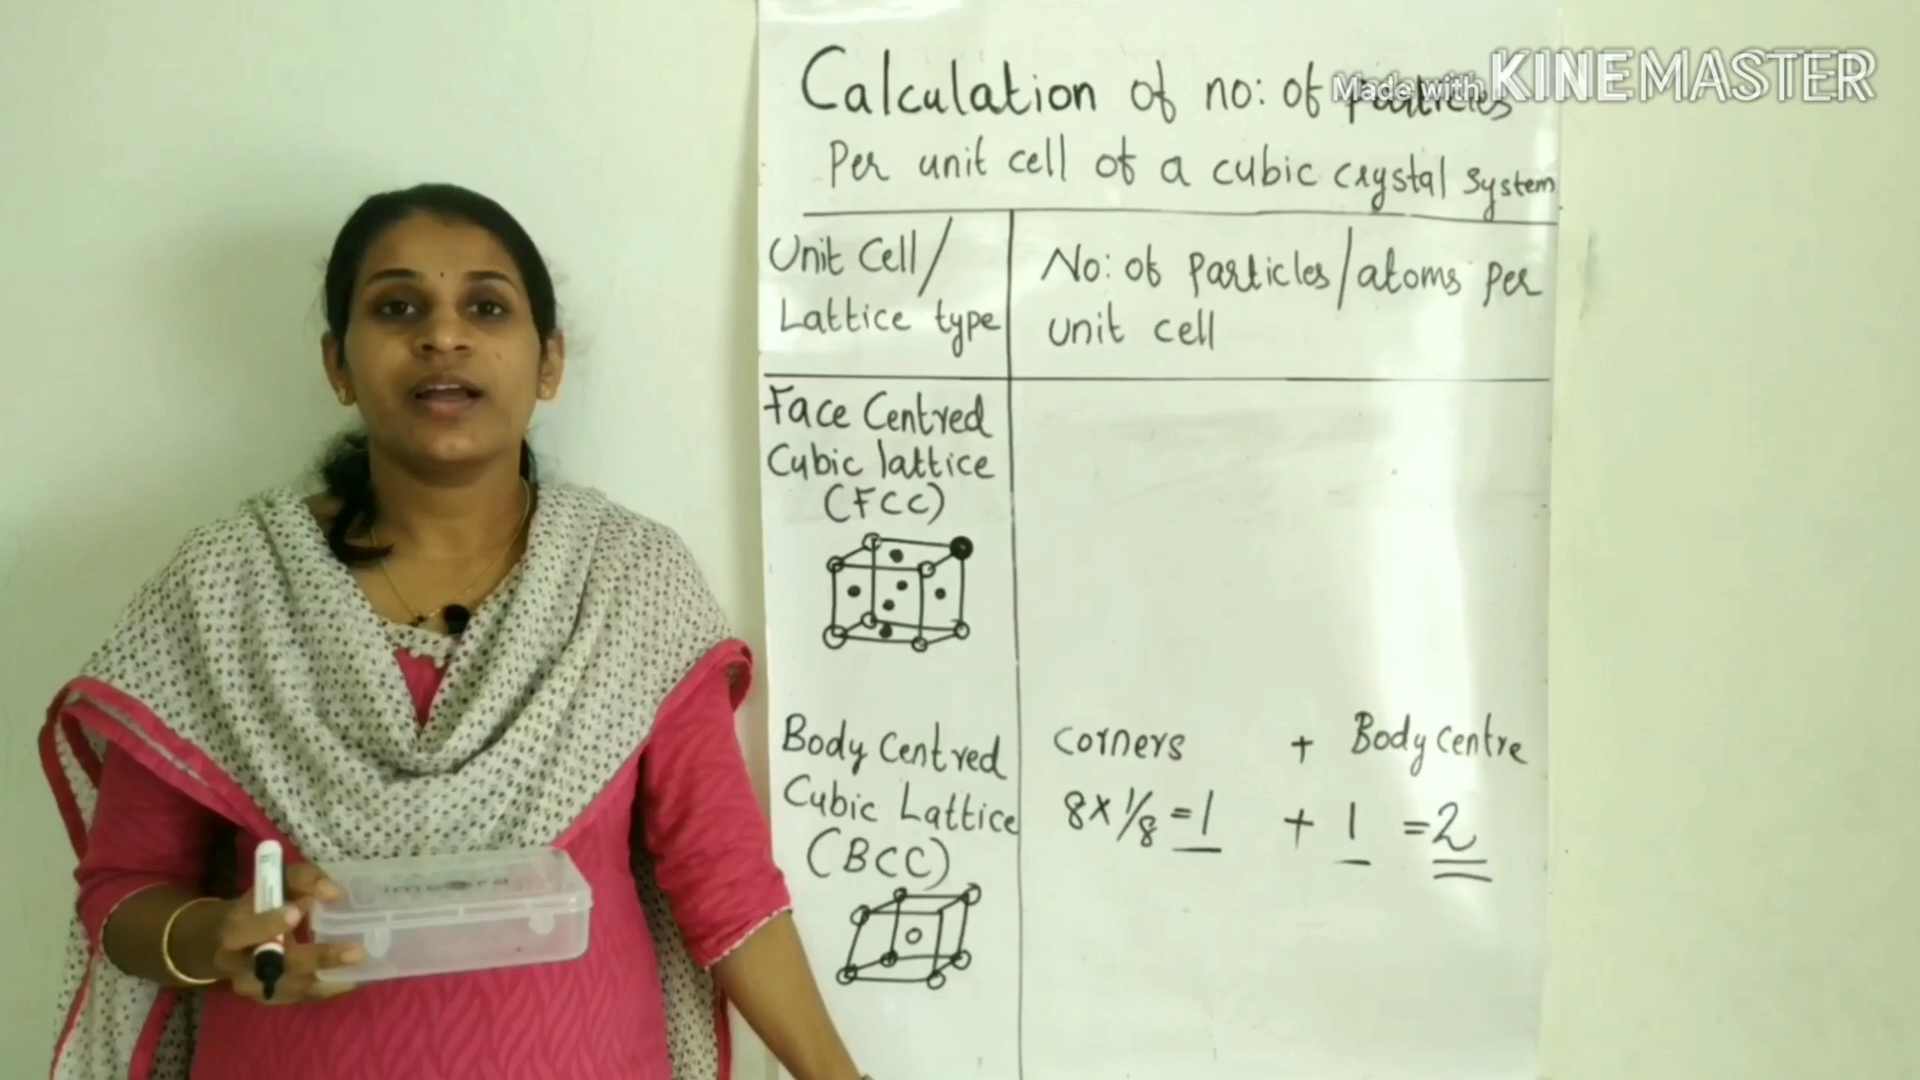 Made with KINEMASTER
Calculation of no: of particles
Per unit cell of a cubic crystal system
Unit Cell/
Lattice type
No: of Particles/atoms per
unit cell
Face Centred
Cubic lattice
(FCC)
Body Centred
Cubic Lattice
(BCC)
corners + Body centre
8x 1/8 = 1 + 1 = 2